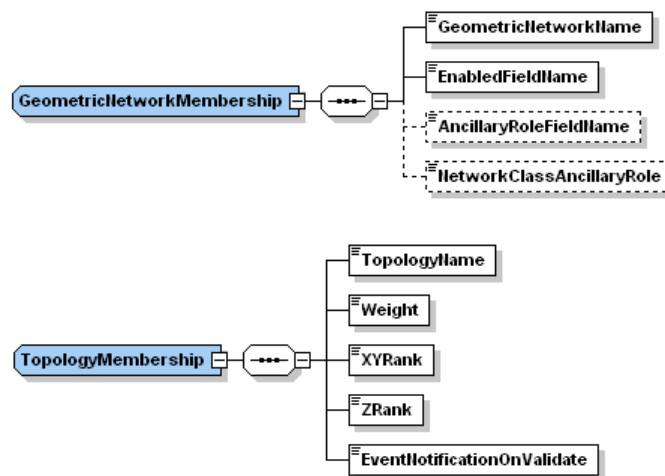 GeometricNetworkName
EnabledFieldName
GeometricNetworkMembership
AncillaryRoleFieldName
NetworkClassAncillaryRole
TopologyName
Weight
TopologyMembership
XYRank
ZRank
EventNotificationOnValidate